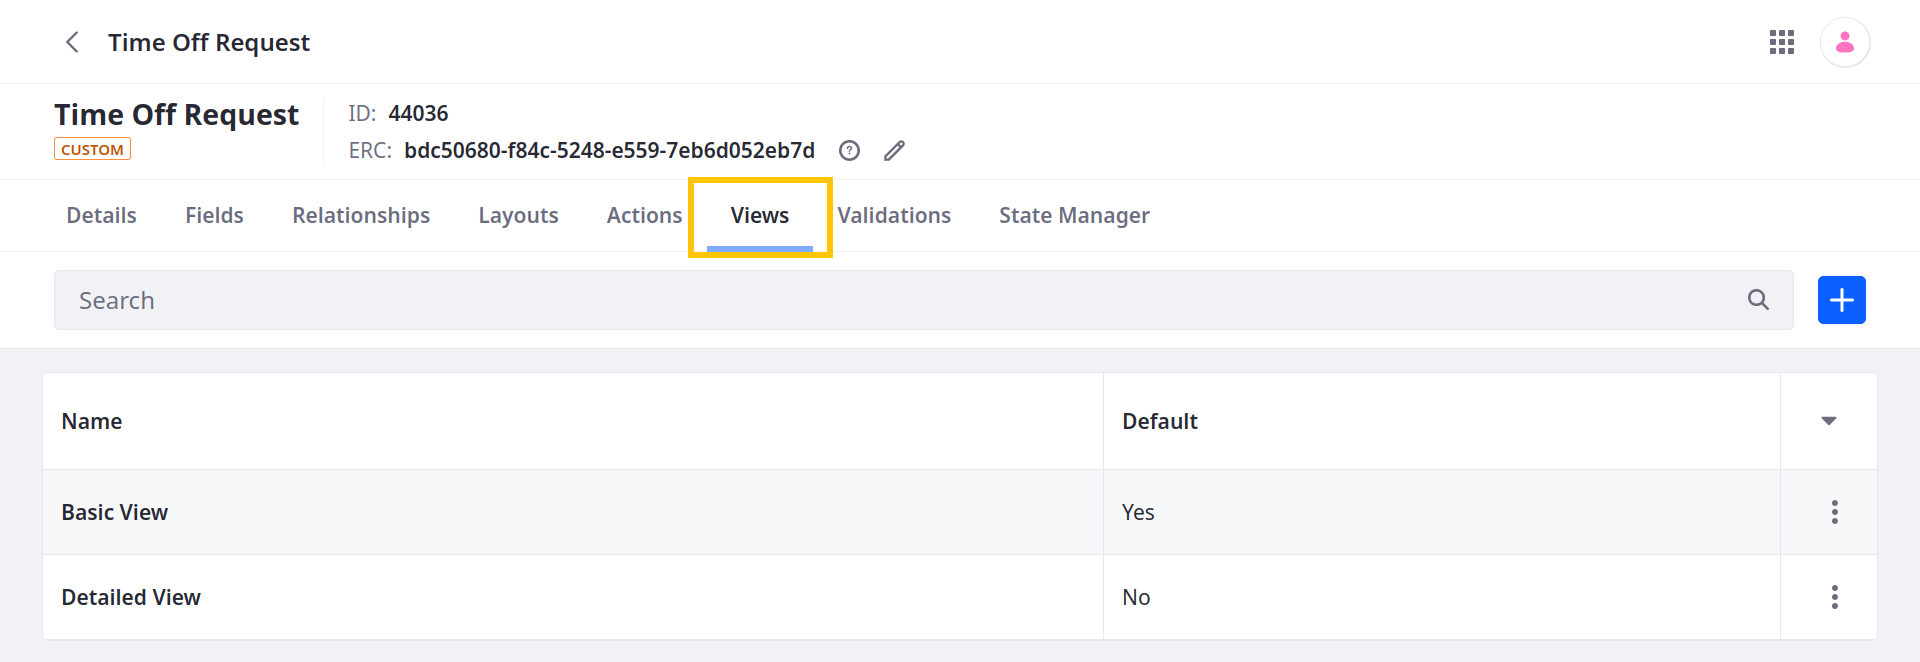 Time Off Request
Time Off Request
CUSTOM
ID: 44036
ERC: bdc50680-f84c-5248-e559-7eb6d052eb7d
Details Fields Relationships Layouts Actions Views Validations State Manager
Search
Name Default
Basic View Yes
Detailed View No